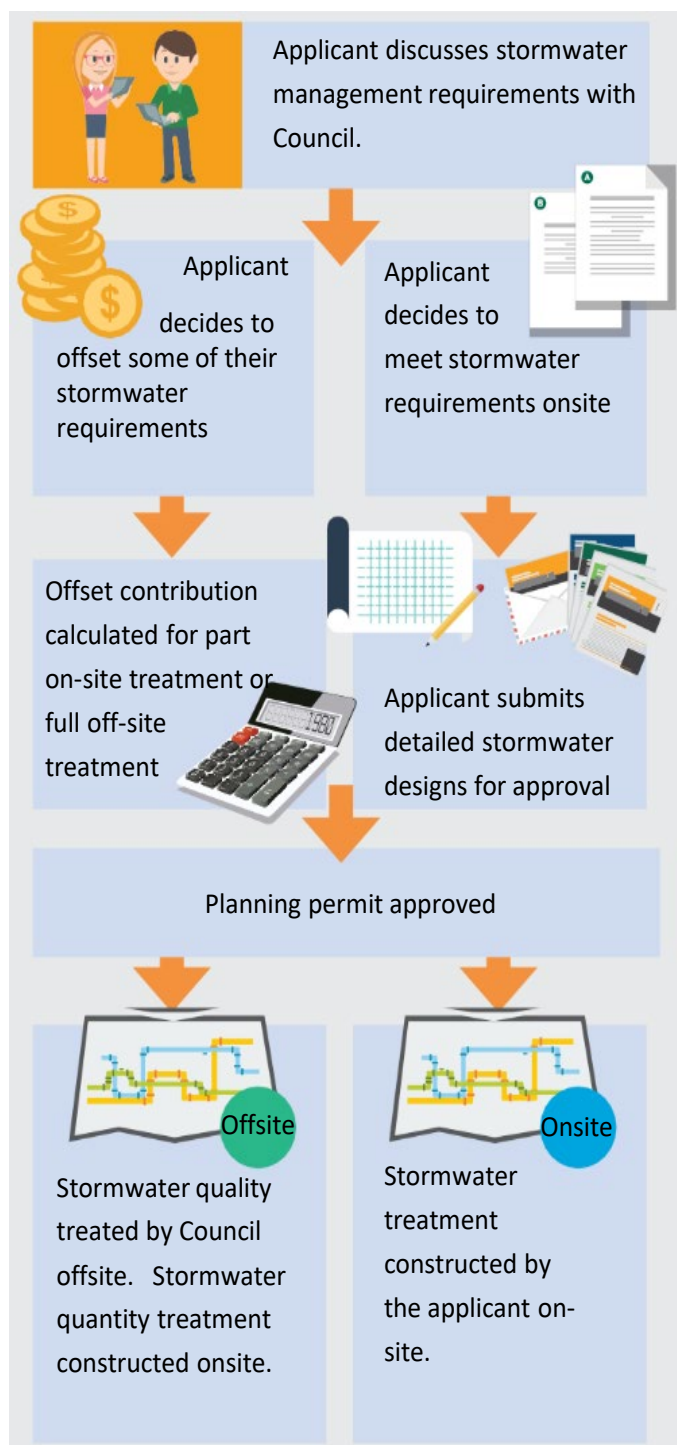 Applicant discusses stormwater
management requirements with
Council.
$
$
B
A
Applicant
decides to
offset some of their
stormwater
requirements
Applicant
decides to
meet stormwater
requirements onsite
Offset contribution
calculated for part
on-site treatment or
full off-site
treatment
1980
Applicant submits
detailed stormwater
designs for approval
Planning permit approved
Offsite
Stormwater quality
treated by Council
offsite. Stormwater
quantity treatment
constructed onsite.
Onsite
Stormwater
treatment
constructed by
the applicant on-
site.